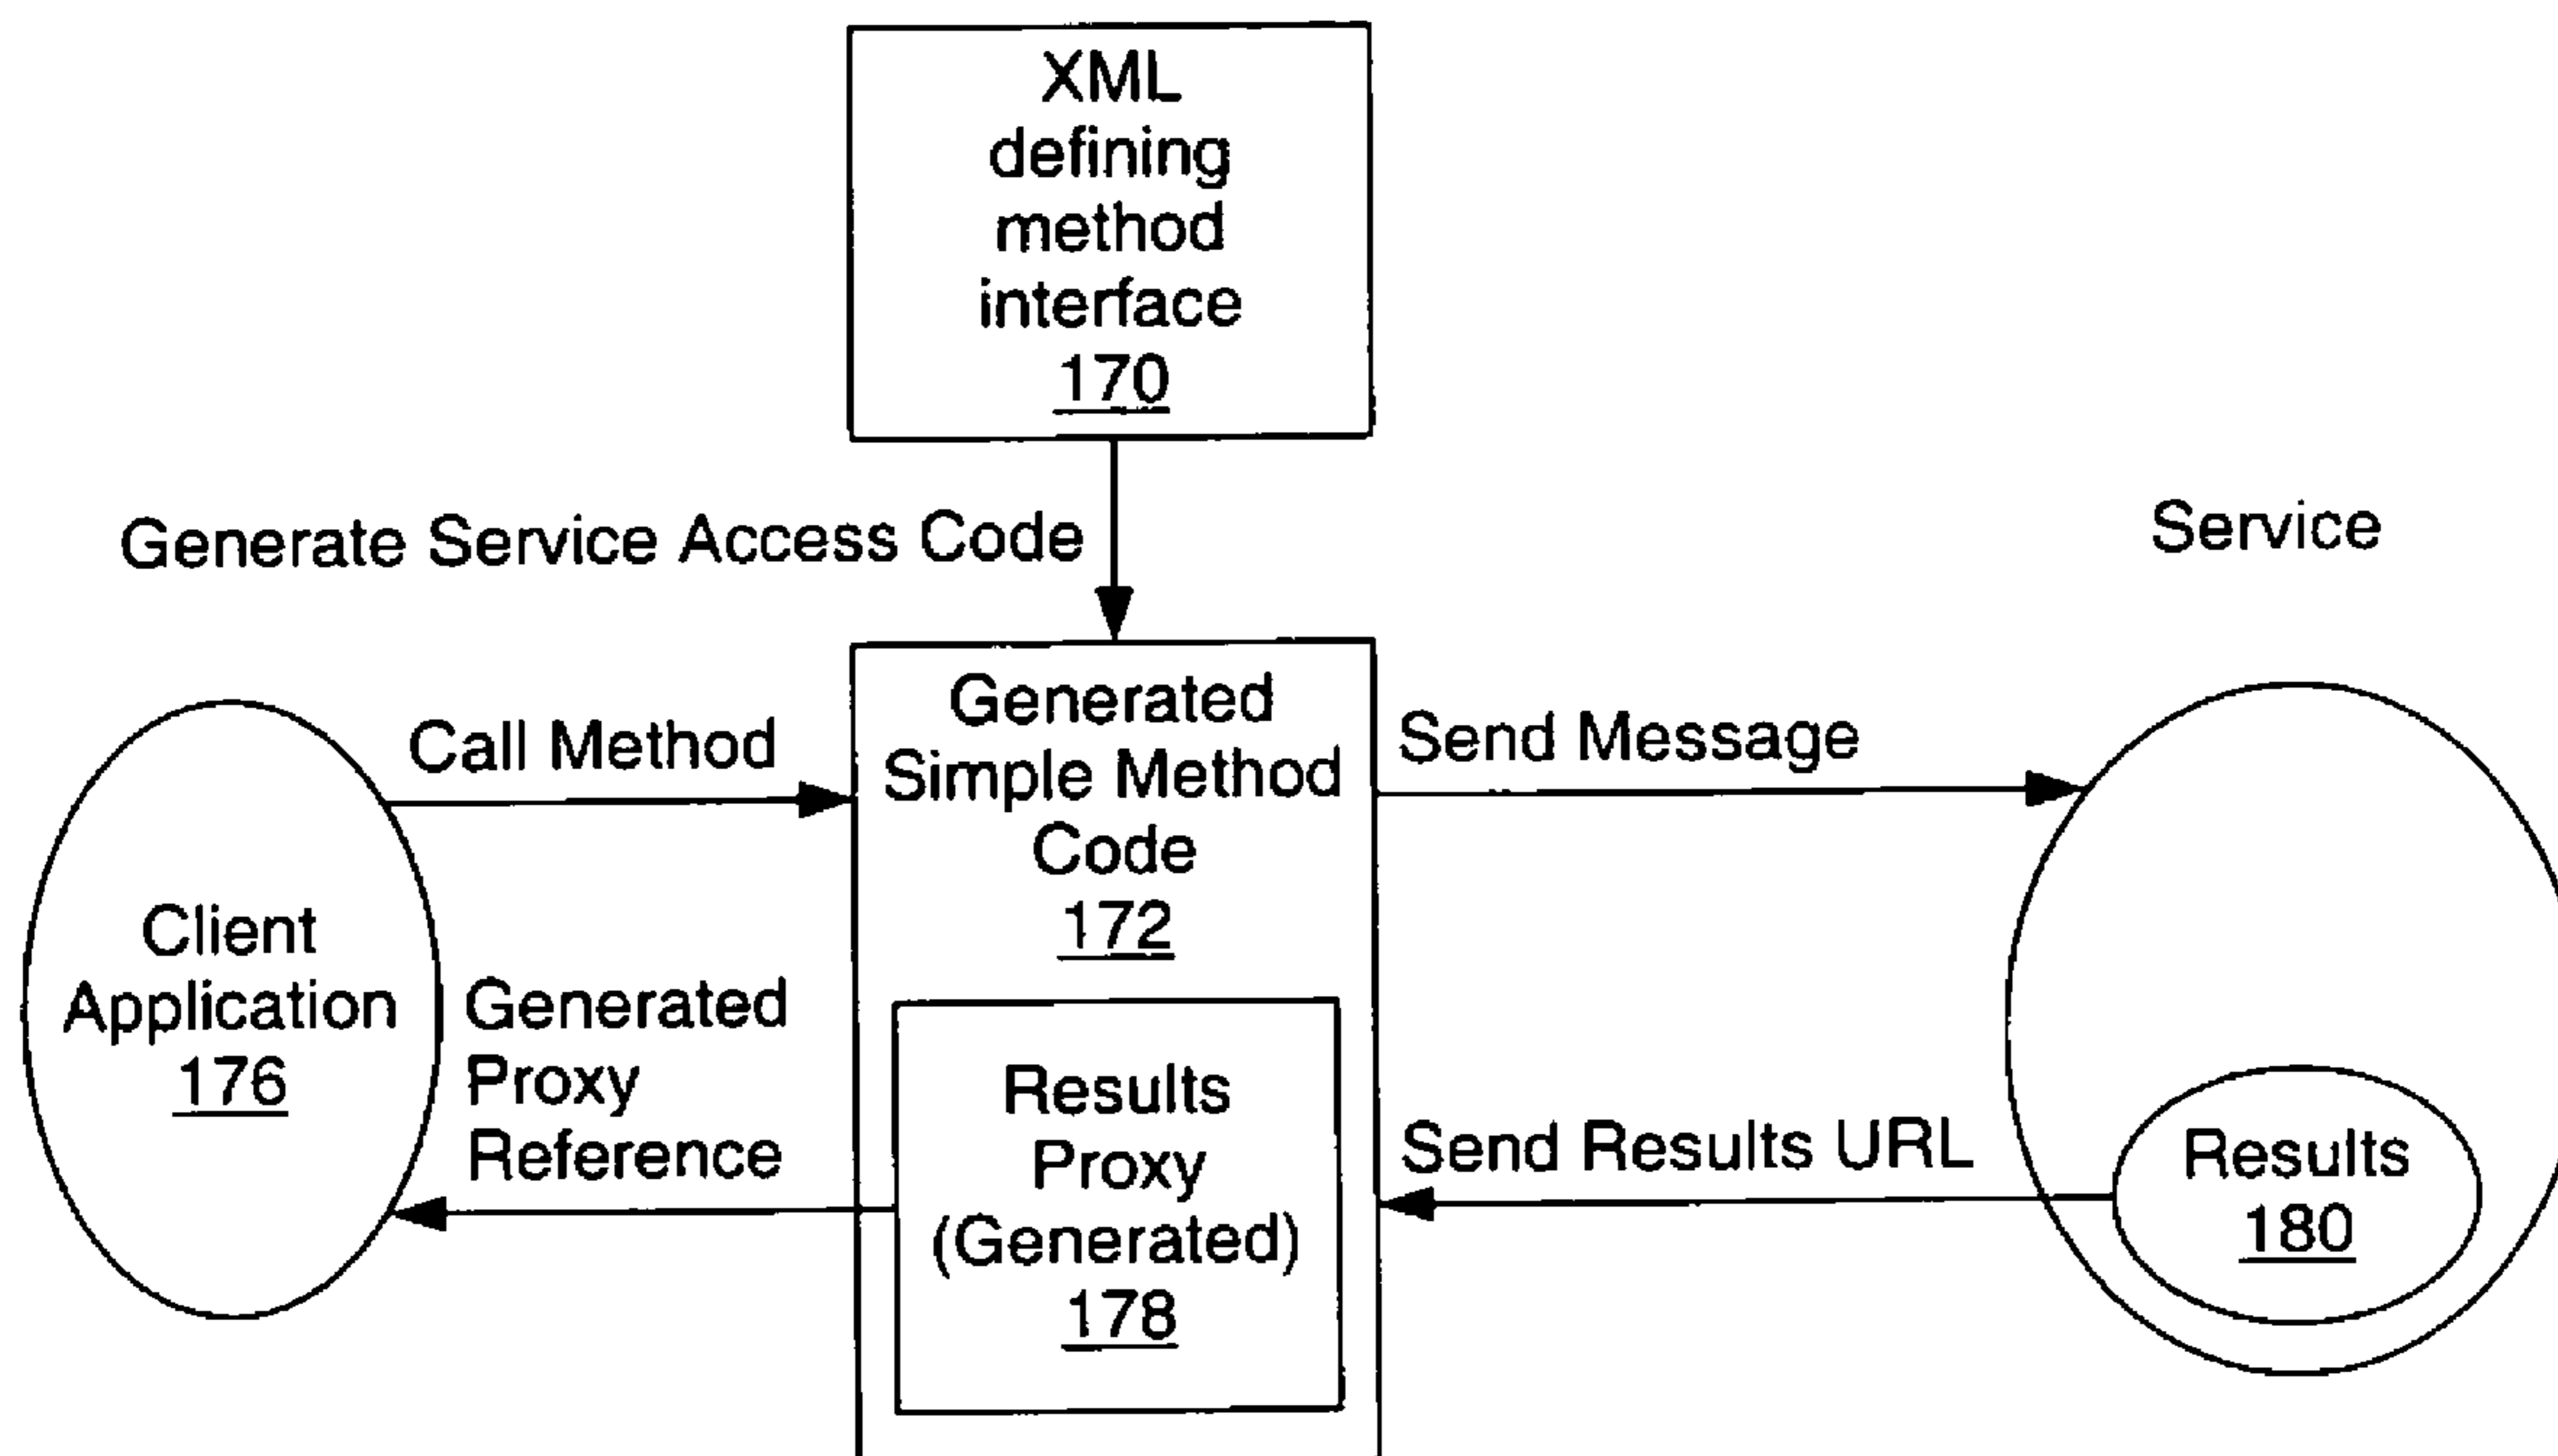 XML
defining
method
interface
170
Generate Service Access Code
Service
Generated
Simple Method
Code
172
Call Method
Send Message
Client
Application
176
Generated
Proxy
Reference
Results
Proxy
(Generated)
178
Send Results URL
Results
180